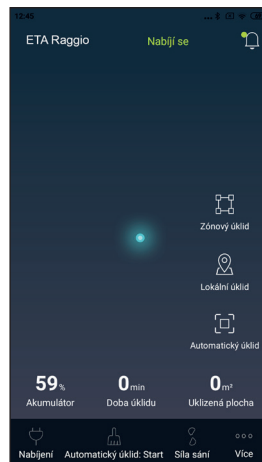 12:45
ETA Raggio
Nabíjí se
Zónový úklid
Lokální úklid
Automatický úklid
59% 0min 0m²
Akumulátor Doba úklidu Uklizená plocha
Nabíjení Automatický úklid: Start Síla sání Více